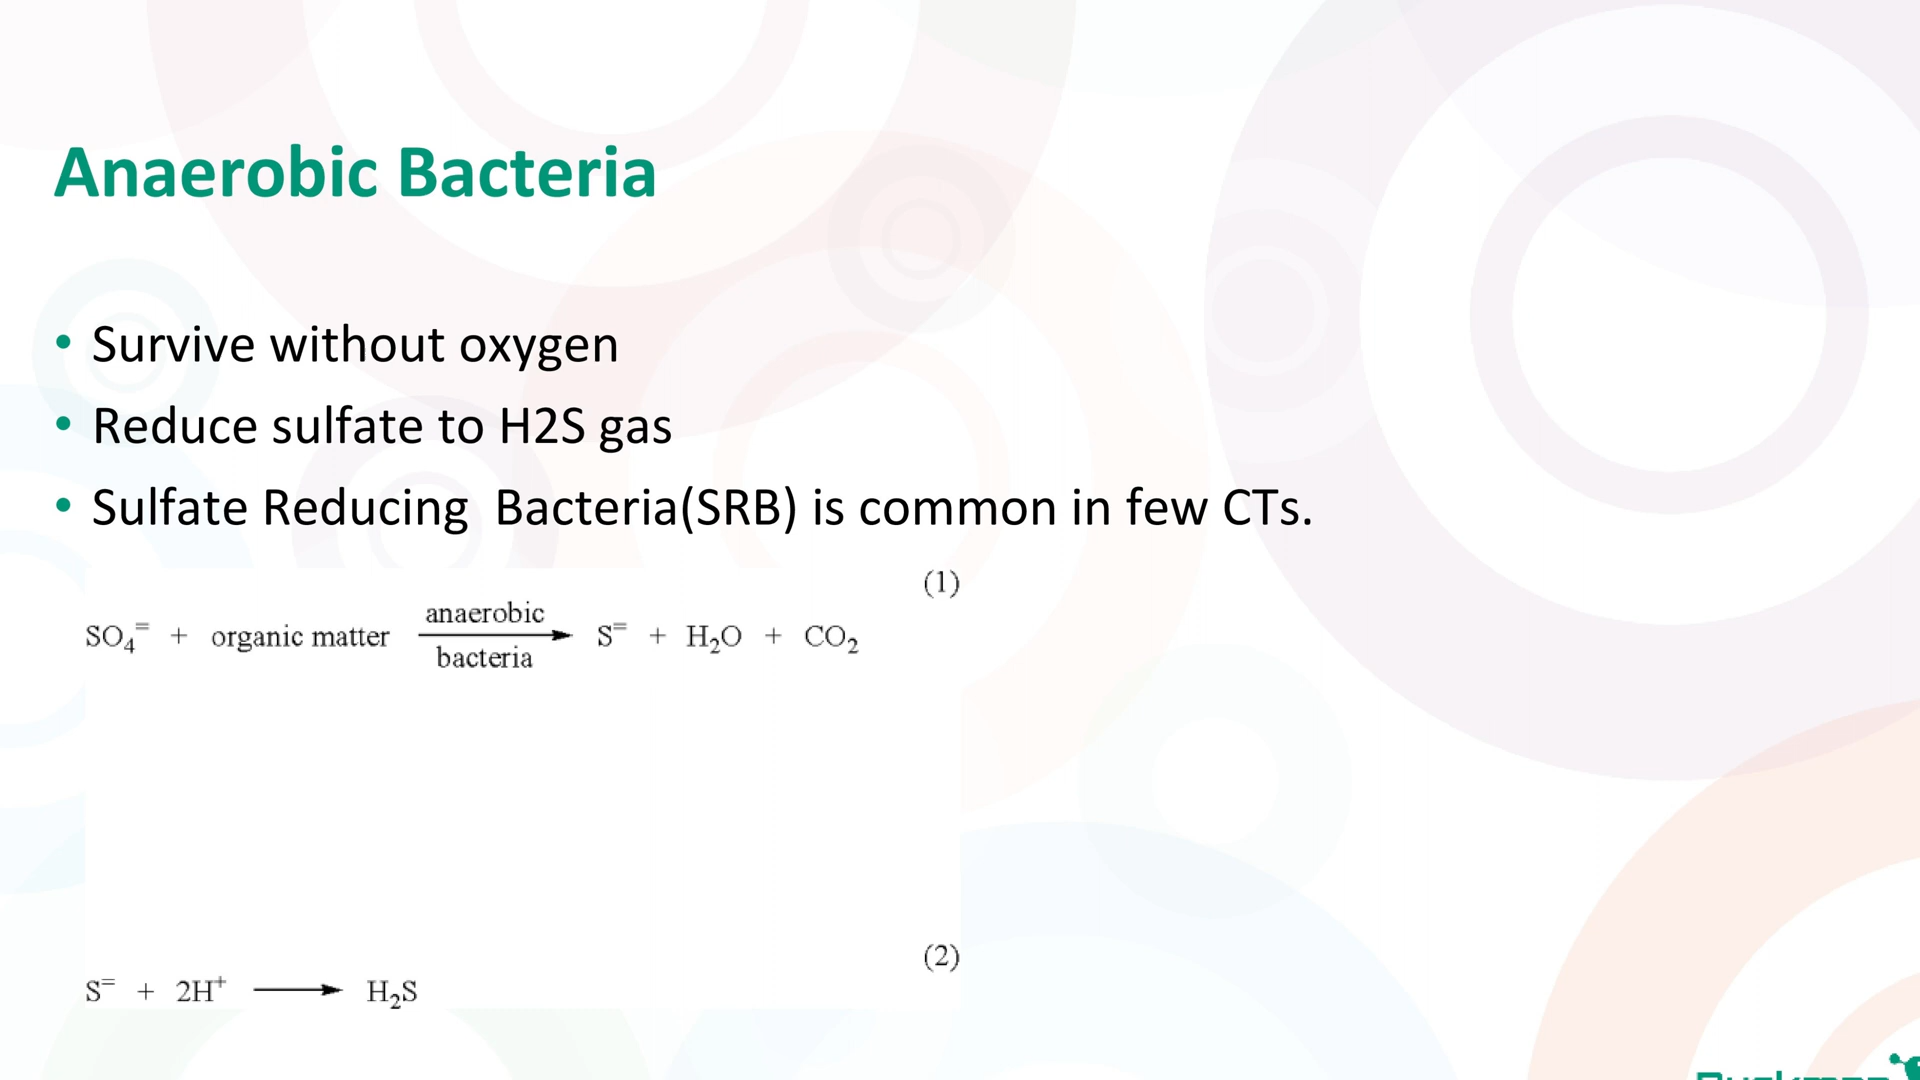 Anaerobic Bacteria
• Survive without oxygen
• Reduce sulfate to H2S gas
• Sulfate Reducing  Bacteria(SRB) is common in few CTs.
(1)
SO₄⁼ + organic matter anaerobic bacteria → S⁼ + H₂O + CO₂
(2)
S⁼ + 2H⁺ → H₂S